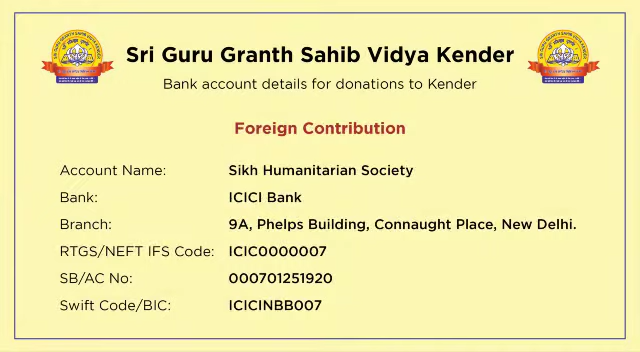 Sri Guru Granth Sahib Vidya Kender
Bank account details for donations to Kender
Foreign Contribution
Account Name: Sikh Humanitarian Society
Bank: ICICI Bank
Branch: 9A, Phelps Building, Connaught Place, New Delhi.
RTGS/NEFT IFS Code: ICIC0000007
SB/AC No: 000701251920
Swift Code/BIC: ICICINBB007